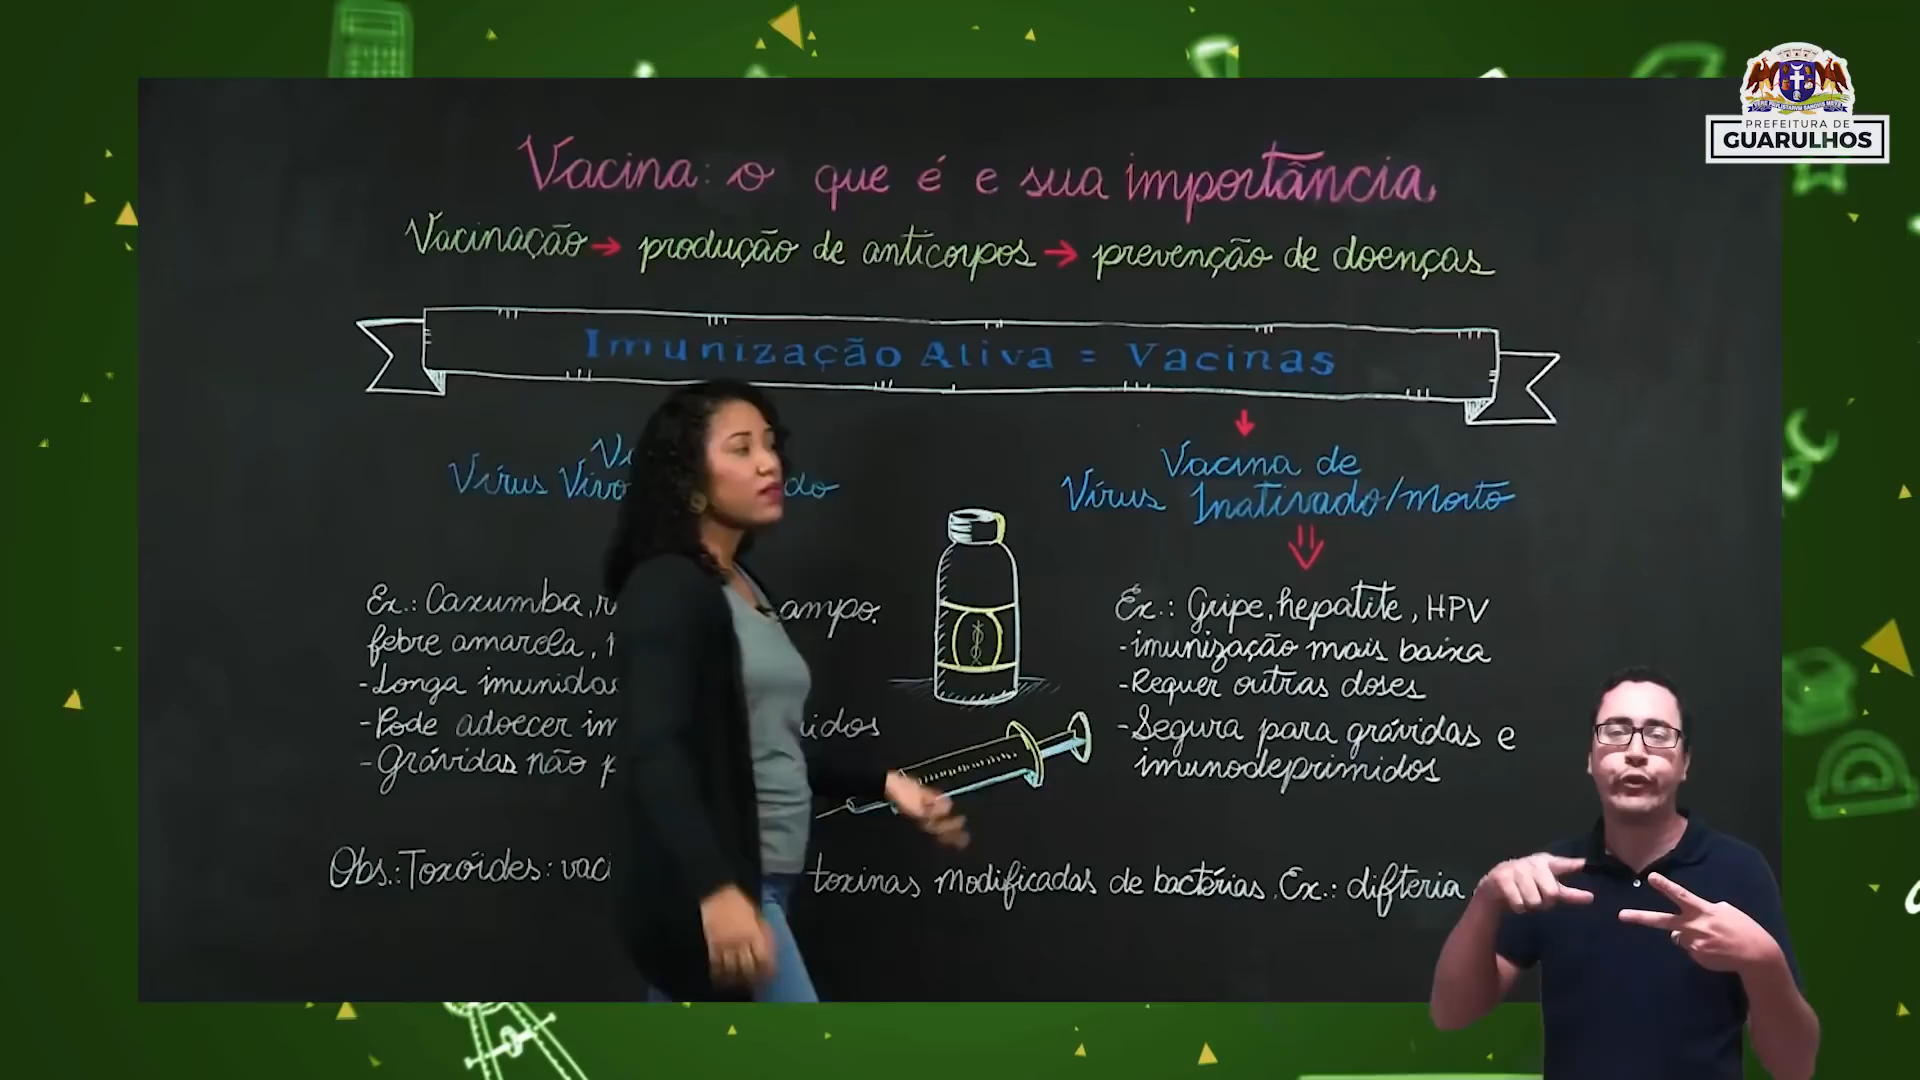 PREFEITURA DE
GUARULHOS
Vacina: o que é e sua importância
Vacinação → produção de anticorpos → prevenção de doenças
Imunização Ativa = Vacinas
Vírus
Ex.: Caxumba,
febre amarela,
-Longa
-Pode adoecer
-Grávidas não
Vacina de
Vírus Inativado/Morto
Ex.: Gripe, hepatite, HPV
-imunização mais baixa
-Requer outras doses
-Segura para grávidas e
imunodeprimidos
Obs.: Toxóides: toxinas modificadas de bactérias. Ex.: difteria